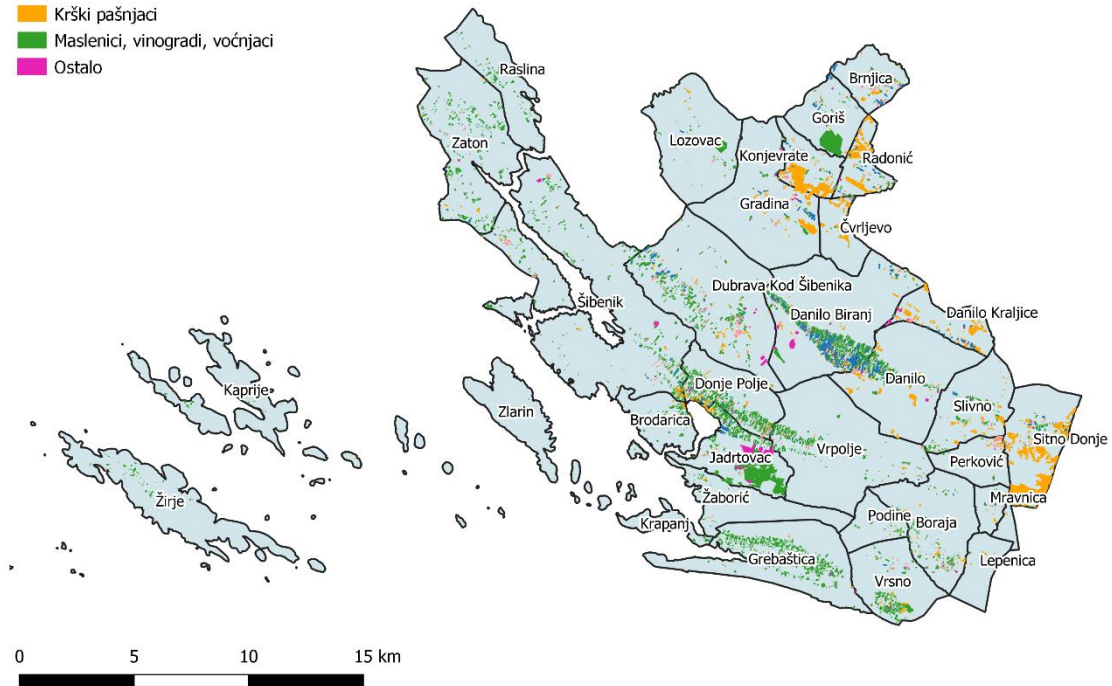 Krški pašnjaci
Maslenici, vinogradi, voćnjaci
Ostalo
Raslina
Brnjica
Goriš
Zaton
Lozovac
Konjevrate
Radonić
Gradina
Čvrljevo
Dubrava Kod Šibenika
Šibenik
Danilo Biranj
Danilo Kraljice
Kaprije
Donje Polje
Danilo
Zlarin
Slivno
Brodarica
Sitno Donje
Vrpolje
Jadrtovac
Perković
Žaborić
Žirje
Mravnica
Krapanj
Podine
Boraja
Grebaštica
Lepenica
Vrsno
0 5 10 15 km